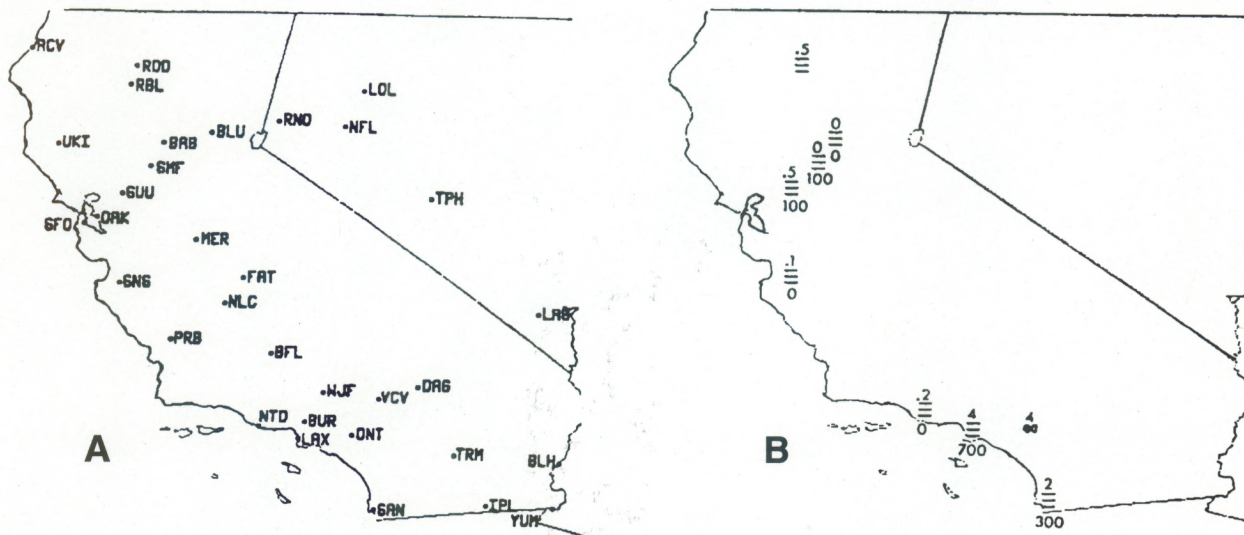 RCV
RDD
RBL
LOL
RNO
NFL
BLU
UKI
BAB
SMF
SUU
TPH
OAK
SFO
MER
FAT
SNS
NLC
LAS
PRB
BFL
WJF
DAG
VCV
NTD
BUR
ONT
LAX
A
TRM
BLH
SAN
IPL
YUM
.5
0
0
0
100
.5
100
.1
0
.2
0
4
700
4
∞
B
2
300